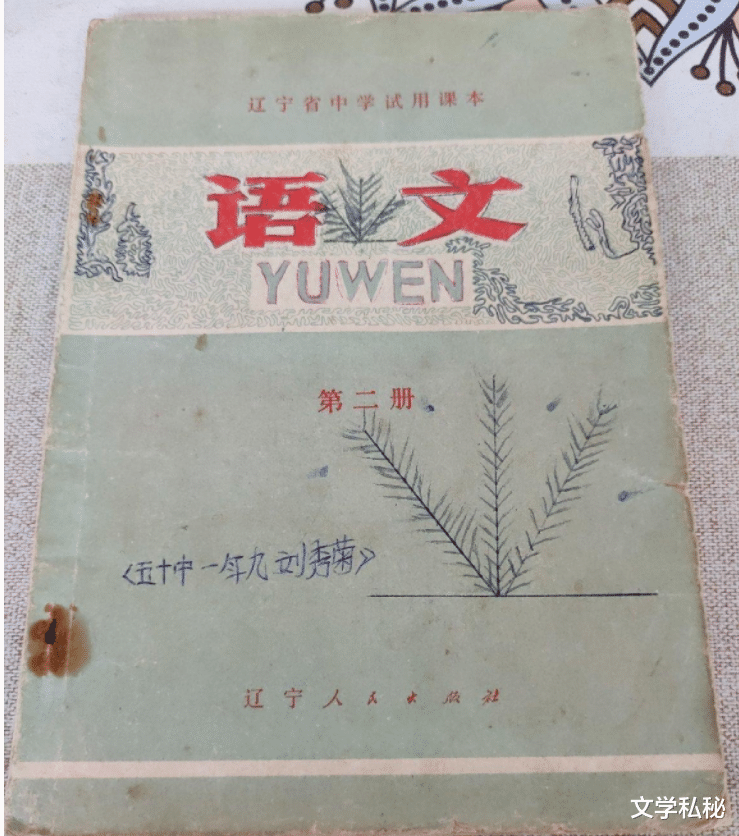 辽宁省中学试用课本
语文
YUWEN
第二册
《五十中一年九刘秀菊》
辽宁人民出版社
文学私秘